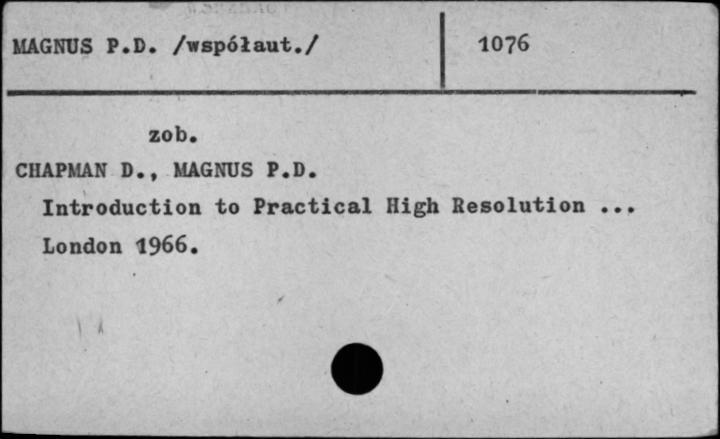 MAGNUS P.D. /współaut./ 1076
zob.
CHAPMAN D., MAGNUS P.D.
Introduction to Practical High Resolution ...
London 1966.